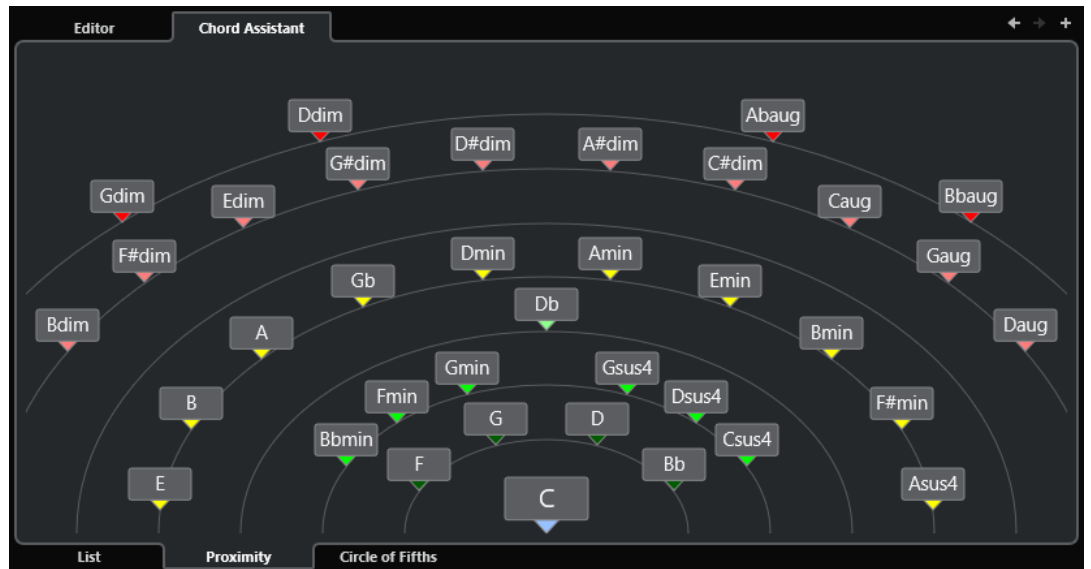 Editor Chord Assistant
Ddim Abaug
D#dim A#dim
G#dim C#dim
Gdim Bbaug
Edim Caug
F#dim Dmin Amin Gaug
Gb Emin
Db
Bdim A Bmin Daug
Gmin Gsus4
B Fmin Dsus4 F#min
G D
Bbmin Csus4
F Bb
E Asus4
C
List Proximity Circle of Fifths